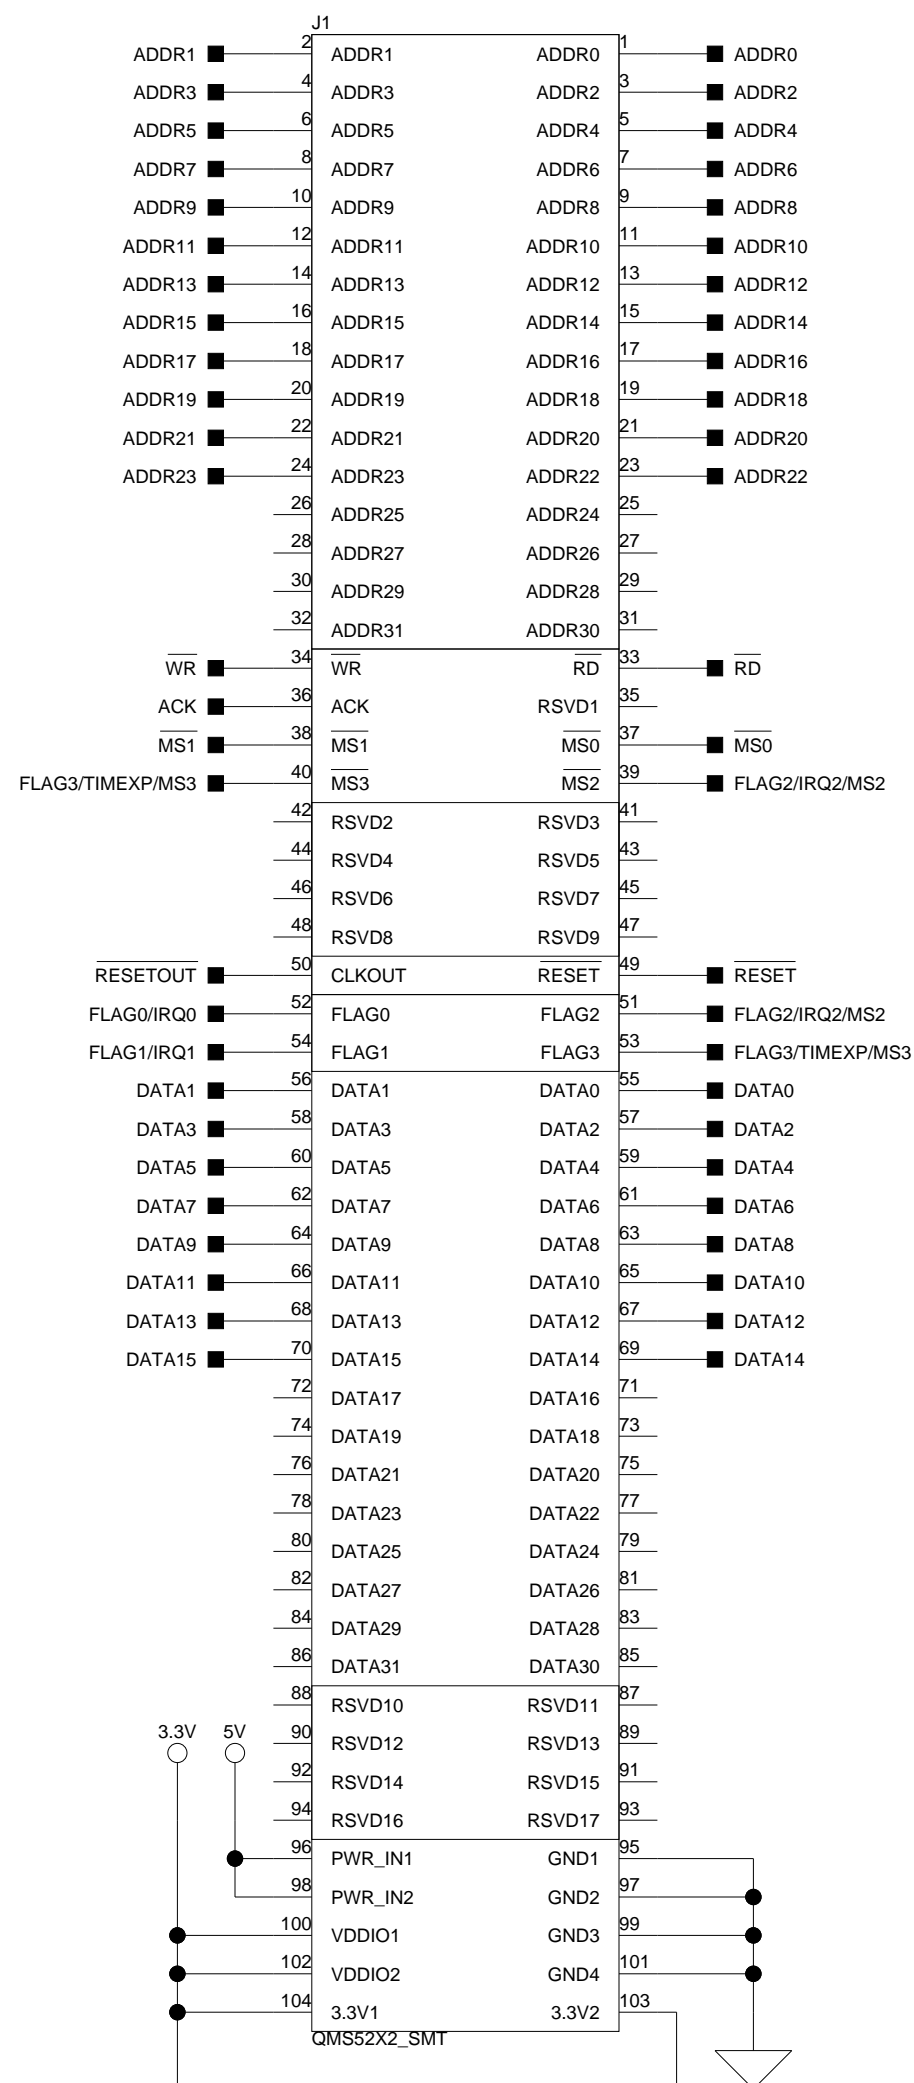 J1
ADDR1 2 ADDR1 ADDR0 1 ADDR0
ADDR3 4 ADDR3 ADDR2 3 ADDR2
ADDR5 6 ADDR5 ADDR4 5 ADDR4
ADDR7 8 ADDR7 ADDR6 7 ADDR6
ADDR9 10 ADDR9 ADDR8 9 ADDR8
ADDR11 12 ADDR11 ADDR10 11 ADDR10
ADDR13 14 ADDR13 ADDR12 13 ADDR12
ADDR15 16 ADDR15 ADDR14 15 ADDR14
ADDR17 18 ADDR17 ADDR16 17 ADDR16
ADDR19 20 ADDR19 ADDR18 19 ADDR18
ADDR21 22 ADDR21 ADDR20 21 ADDR20
ADDR23 24 ADDR23 ADDR22 23 ADDR22
26 ADDR25 ADDR24 25
28 ADDR27 ADDR26 27
30 ADDR29 ADDR28 29
32 ADDR31 ADDR30 31
WR 34 WR RD 33 RD
ACK 36 ACK RSVD1 35
MS1 38 MS1 MS0 37 MS0
FLAG3/TIMEXP/MS3 40 MS3 MS2 39 FLAG2/IRQ2/MS2
42 RSVD2 RSVD3 41
44 RSVD4 RSVD5 43
46 RSVD6 RSVD7 45
48 RSVD8 RSVD9 47
RESETOUT 50 CLKOUT RESET 49 RESET
FLAG0/IRQ0 52 FLAG0 FLAG2 51 FLAG2/IRQ2/MS2
FLAG1/IRQ1 54 FLAG1 FLAG3 53 FLAG3/TIMEXP/MS3
DATA1 56 DATA1 DATA0 55 DATA0
DATA3 58 DATA3 DATA2 57 DATA2
DATA5 60 DATA5 DATA4 59 DATA4
DATA7 62 DATA7 DATA6 61 DATA6
DATA9 64 DATA9 DATA8 63 DATA8
DATA11 66 DATA11 DATA10 65 DATA10
DATA13 68 DATA13 DATA12 67 DATA12
DATA15 70 DATA15 DATA14 69 DATA14
72 DATA17 DATA16 71
74 DATA19 DATA18 73
76 DATA21 DATA20 75
78 DATA23 DATA22 77
80 DATA25 DATA24 79
82 DATA27 DATA26 81
84 DATA29 DATA28 83
86 DATA31 DATA30 85
88 RSVD10 RSVD11 87
3.3V 5V 90 RSVD12 RSVD13 89
92 RSVD14 RSVD15 91
94 RSVD16 RSVD17 93
96 PWR_IN1 GND1 95
98 PWR_IN2 GND2 97
100 VDDIO1 GND3 99
102 VDDIO2 GND4 101
104 3.3V1 3.3V2 103
QMS52X2_SMT